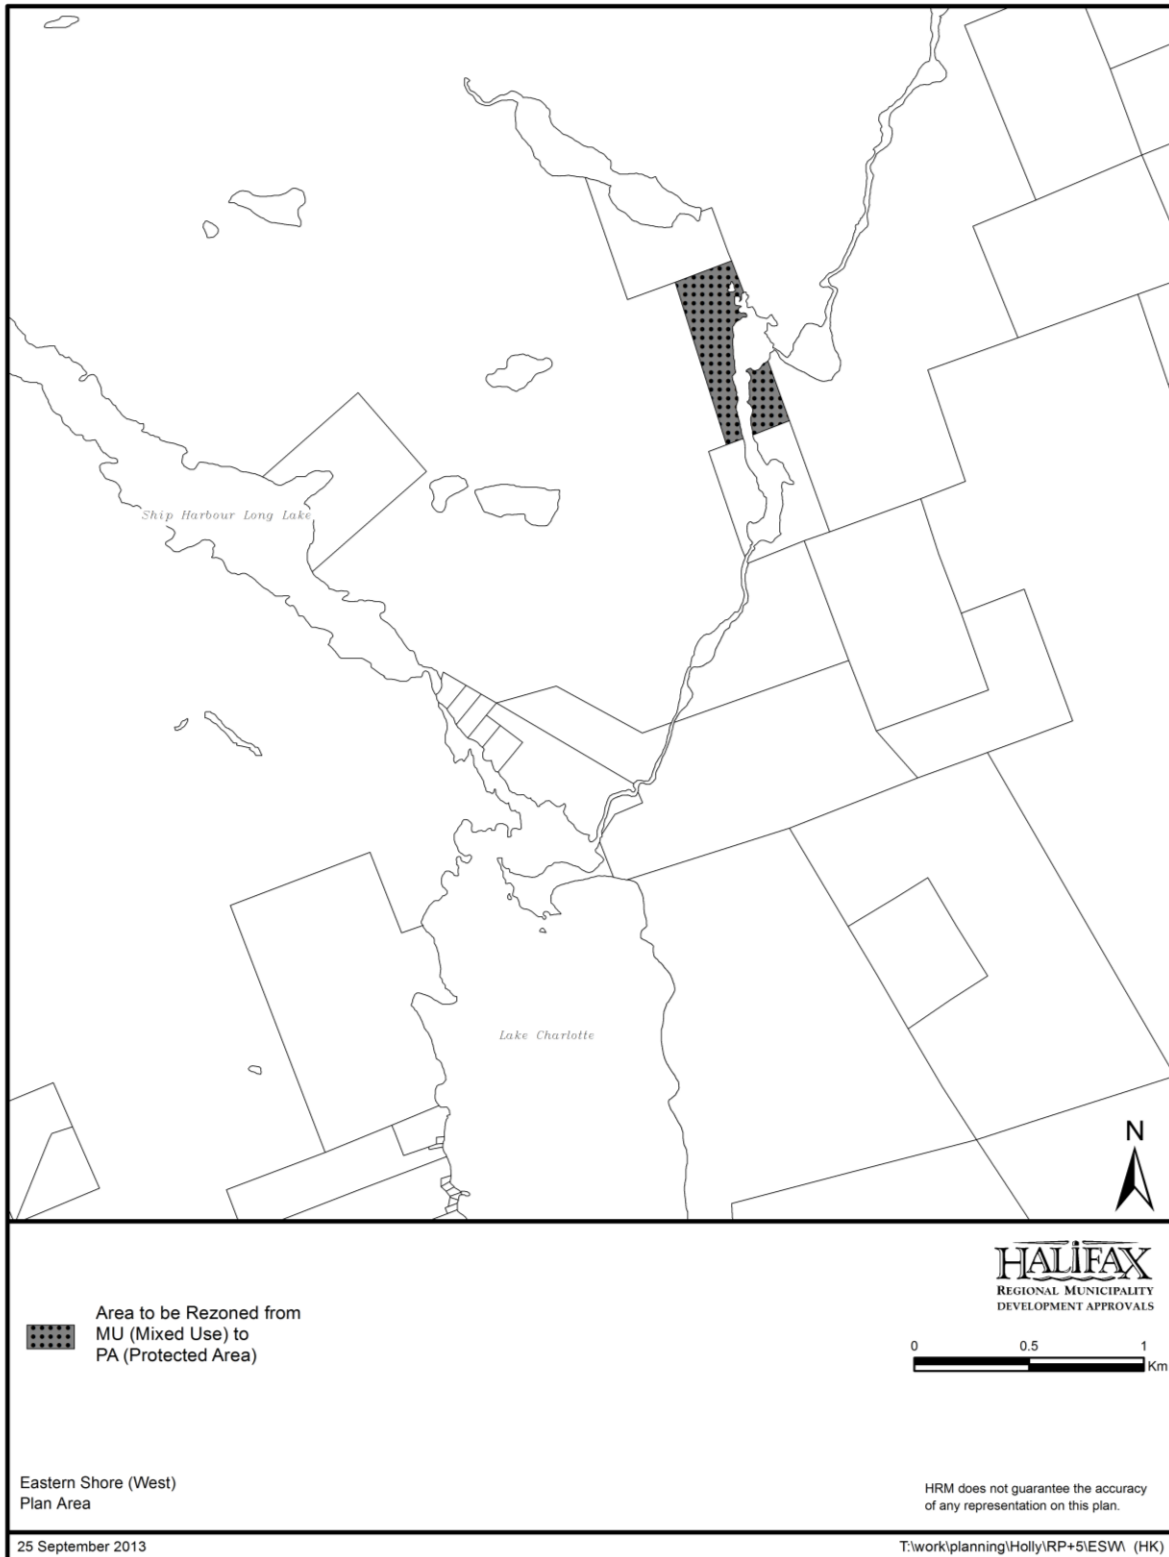 Ship Harbour Long Lake
Lake Charlotte
N
Area to be Rezoned from
MU (Mixed Use) to
PA (Protected Area)
HALIFAX
REGIONAL MUNICIPALITY
DEVELOPMENT APPROVALS
0 0.5 1
Km
Eastern Shore (West)
Plan Area
HRM does not guarantee the accuracy
of any representation on this plan.
25 September 2013
T:\work\planning\Holly\RP+5\ESW\ (HK)